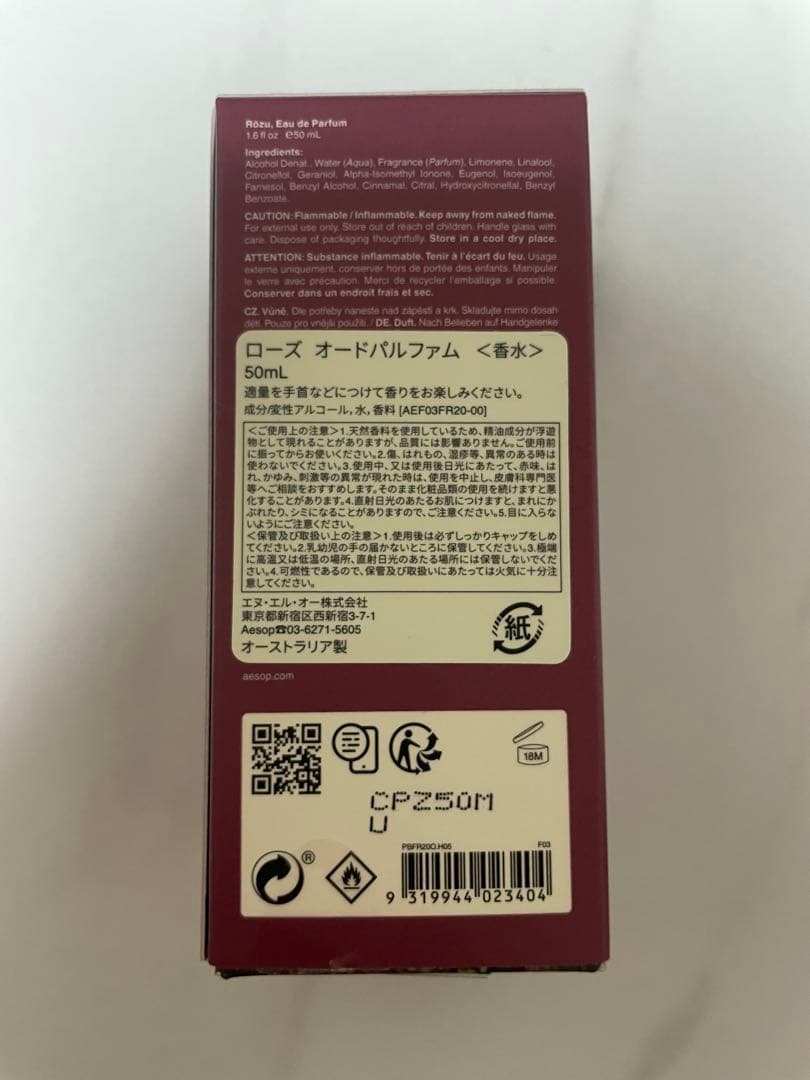 Rōzu, Eau de Parfum
1.6 fl oz ℮50 mL
Ingredients:
Alcohol Denat., Water (Aqua), Fragrance (Parfum), Limonene, Linalool,
Citronellol, Geraniol, Alpha-Isomethyl Ionone, Eugenol, Isoeugenol,
Farnesol, Benzyl Alcohol, Cinnamal, Citral, Hydroxycitronellal, Benzyl
Benzoate.
CAUTION: Flammable / Inflammable. Keep away from naked flame.
For external use only. Store out of reach of children. Handle glass with
care. Dispose of packaging thoughtfully. Store in a cool dry place.
ATTENTION: Substance inflammable. Tenir à l'écart du feu. Usage
externe uniquement, conserver hors de portée des enfants. Manipuler
le verre avec précaution. Merci de recycler l'emballage si possible.
Conserver dans un endroit frais et sec.
CZ. Vůně. Dle potřeby naneste nad zápěstí a krk. Skladujte mimo dosah
dětí. Pouze pro vnější použití. / DE. Duft. Nach Belieben auf Handgelenke
ローズ オードパルファム ＜香水＞
50mL
適量を手首などにつけて香りをお楽しみください。
成分/変性アルコール，水，香料 [AEF03FR20-00]
＜ご使用上の注意＞1.天然香料を使用しているため、精油成分が浮遊
物として現れることがありますが、品質には影響ありません。ご使用前
に振ってからお使いください。2.傷、はれもの、湿疹等、異常のある時は
使わないでください。3.使用中、又は使用後日光にあたって、赤味、は
れ、かゆみ、刺激等の異常が現れた時は、使用を中止し、皮膚科専門医
等へご相談をおすすめします。そのまま化粧品類の使用を続けますと悪
化することがあります。4.直射日光のあたるお肌につけますと、まれにか
ぶれたり、シミになることがありますので、ご注意ください。5.目に入らな
いようにご注意ください。
＜保管及び取扱い上の注意＞1.使用後は必ずしっかりキャップをしめ
てください。2.乳幼児の手の届かないところに保管してください。3.極端
に高温又は低温の場所、直射日光のあたる場所には保管しないでくだ
さい。4.可燃性であるので、保管及び取扱いにあたっては火気に十分注
意してください。
エヌ・エル・オー株式会社
東京都新宿区西新宿3-7-1
Aesop☎03-6271-5605
オーストラリア製
紙
aesop.com
18M
CPZ50M
U
PBFR20O.H05 F03
®
9 319944 023404